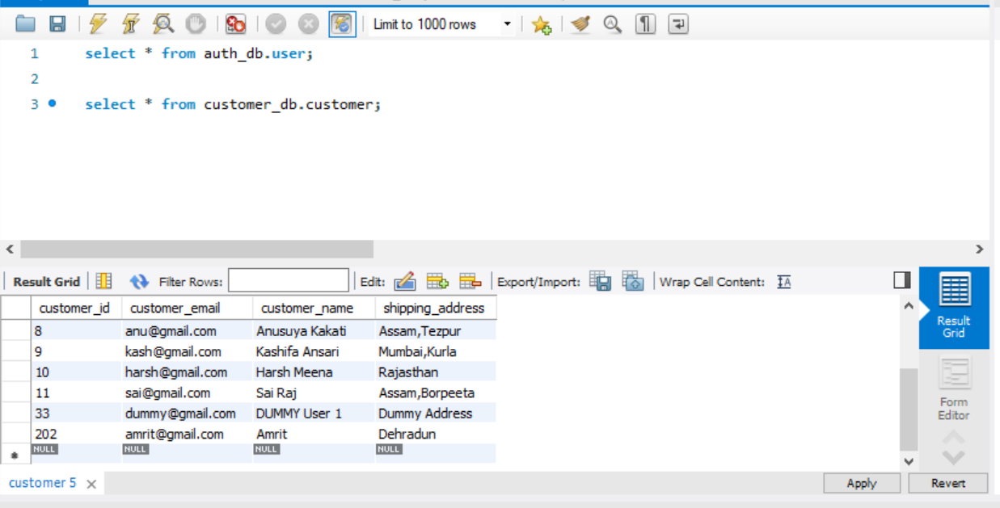 Limit to 1000 rows
1 select * from auth_db.user;
2
3 select * from customer_db.customer;
Result Grid Filter Rows: Edit: Export/Import: Wrap Cell Content: IA
customer_id customer_email customer_name shipping_address
8 anu@gmail.com Anusuya Kakati Assam,Tezpur
9 kash@gmail.com Kashifa Ansari Mumbai,Kurla
10 harsh@gmail.com Harsh Meena Rajasthan
11 sai@gmail.com Sai Raj Assam,Borpeeta
33 dummy@gmail.com DUMMY User 1 Dummy Address
202 amrit@gmail.com Amrit Dehradun
* NULL NULL NULL NULL
Result
Grid
Form
Editor
customer 5 Apply Revert